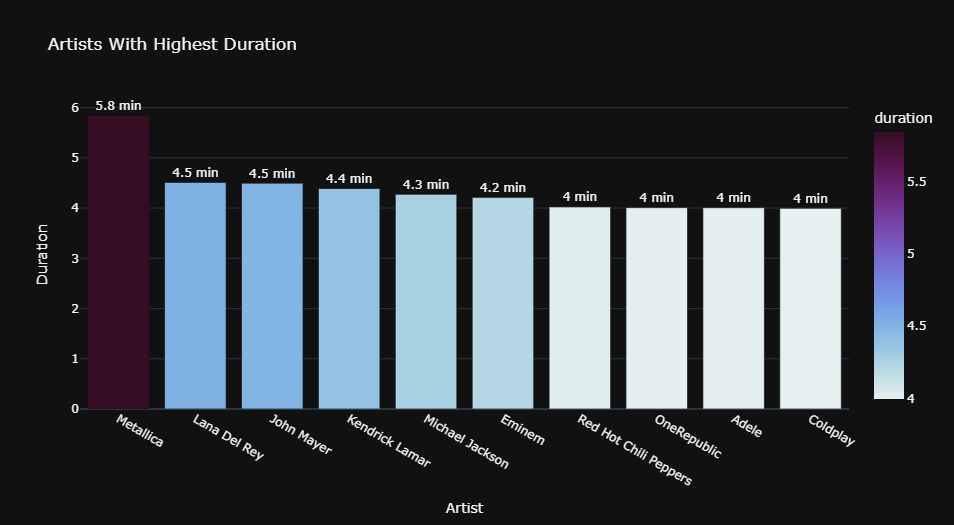 Artists With Highest Duration
duration
6
5
4
3
2
1
0
Duration
5.8 min
4.5 min
4.5 min
4.4 min
4.3 min
4.2 min
4 min
4 min
4 min
4 min
5.5
5
4.5
4
Metallica
Lana Del Rey
John Mayer
Kendrick Lamar
Michael Jackson
Eminem
Red Hot Chili Peppers
OneRepublic
Adele
Coldplay
Artist